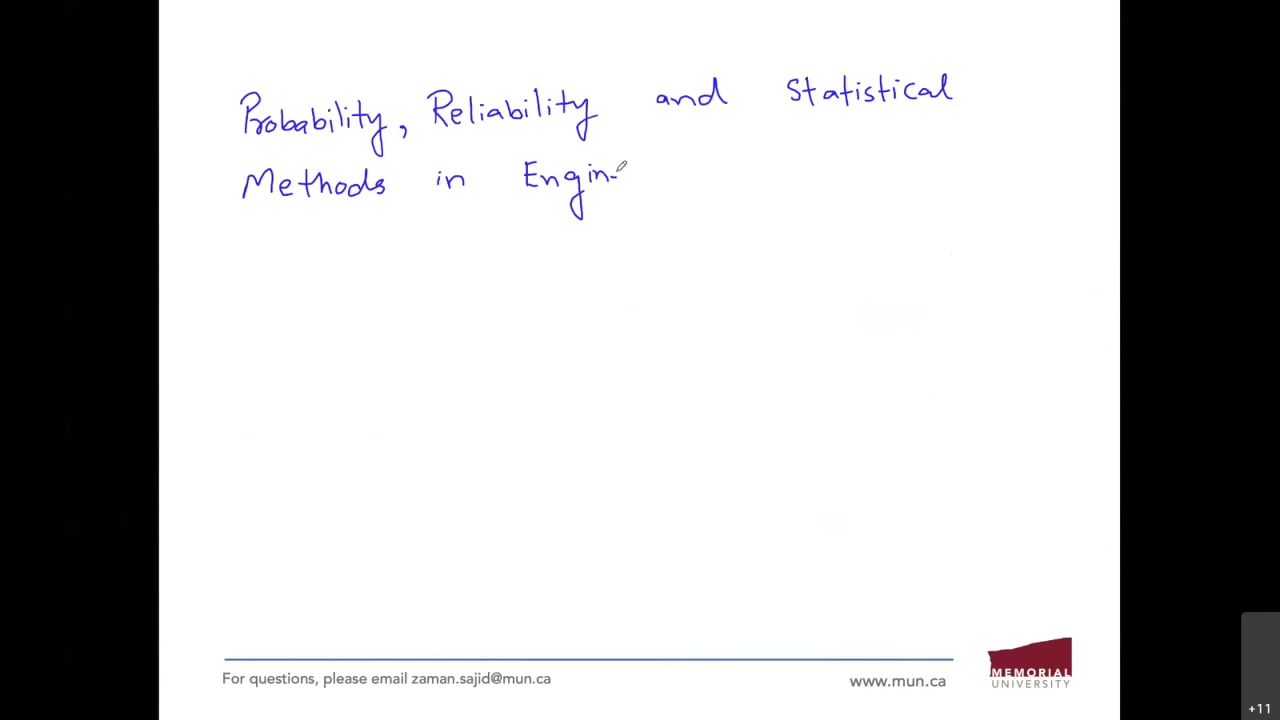 Probability, Reliability and Statistical
Methods in Engin
For questions, please email zaman.sajid@mun.ca
www.mun.ca
MEMORIAL
UNIVERSITY
+11